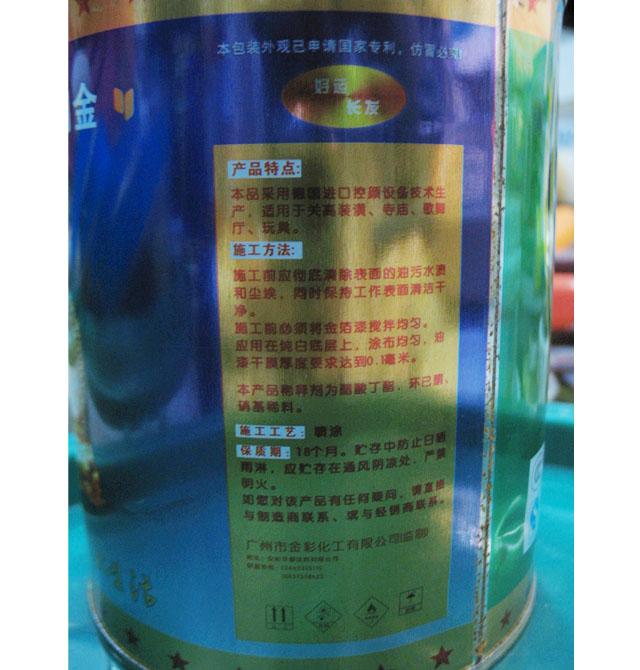 本包装外观己申请国家专利，仿冒必究
好运
长发
金
产品特点:
本品采用德国进口控颜设备技术生
产，适用于关高装潢、寺庙、歌舞
厅、玩具。
施工方法:
施工前应彻底清除表面的油污水渍
和尘埃，同时保持工作表面清洁干
净。
施工前必须将金箔漆搅拌均匀。
应用在纯白底层上，涂布均匀，油
漆干膜厚度要求达到0.1毫米。
本产品稀释剂为醋酸丁酯、环己酮、
硝基稀料。
施工工艺: 喷涂
保质期: 18个月。贮存中防止日晒
雨淋，应贮存在通风阴凉处，严禁
明火。
如您对该产品有任何疑问，请直接
与制造商联系、或与经销商联系。
广州市金彩化工有限公司(监制)